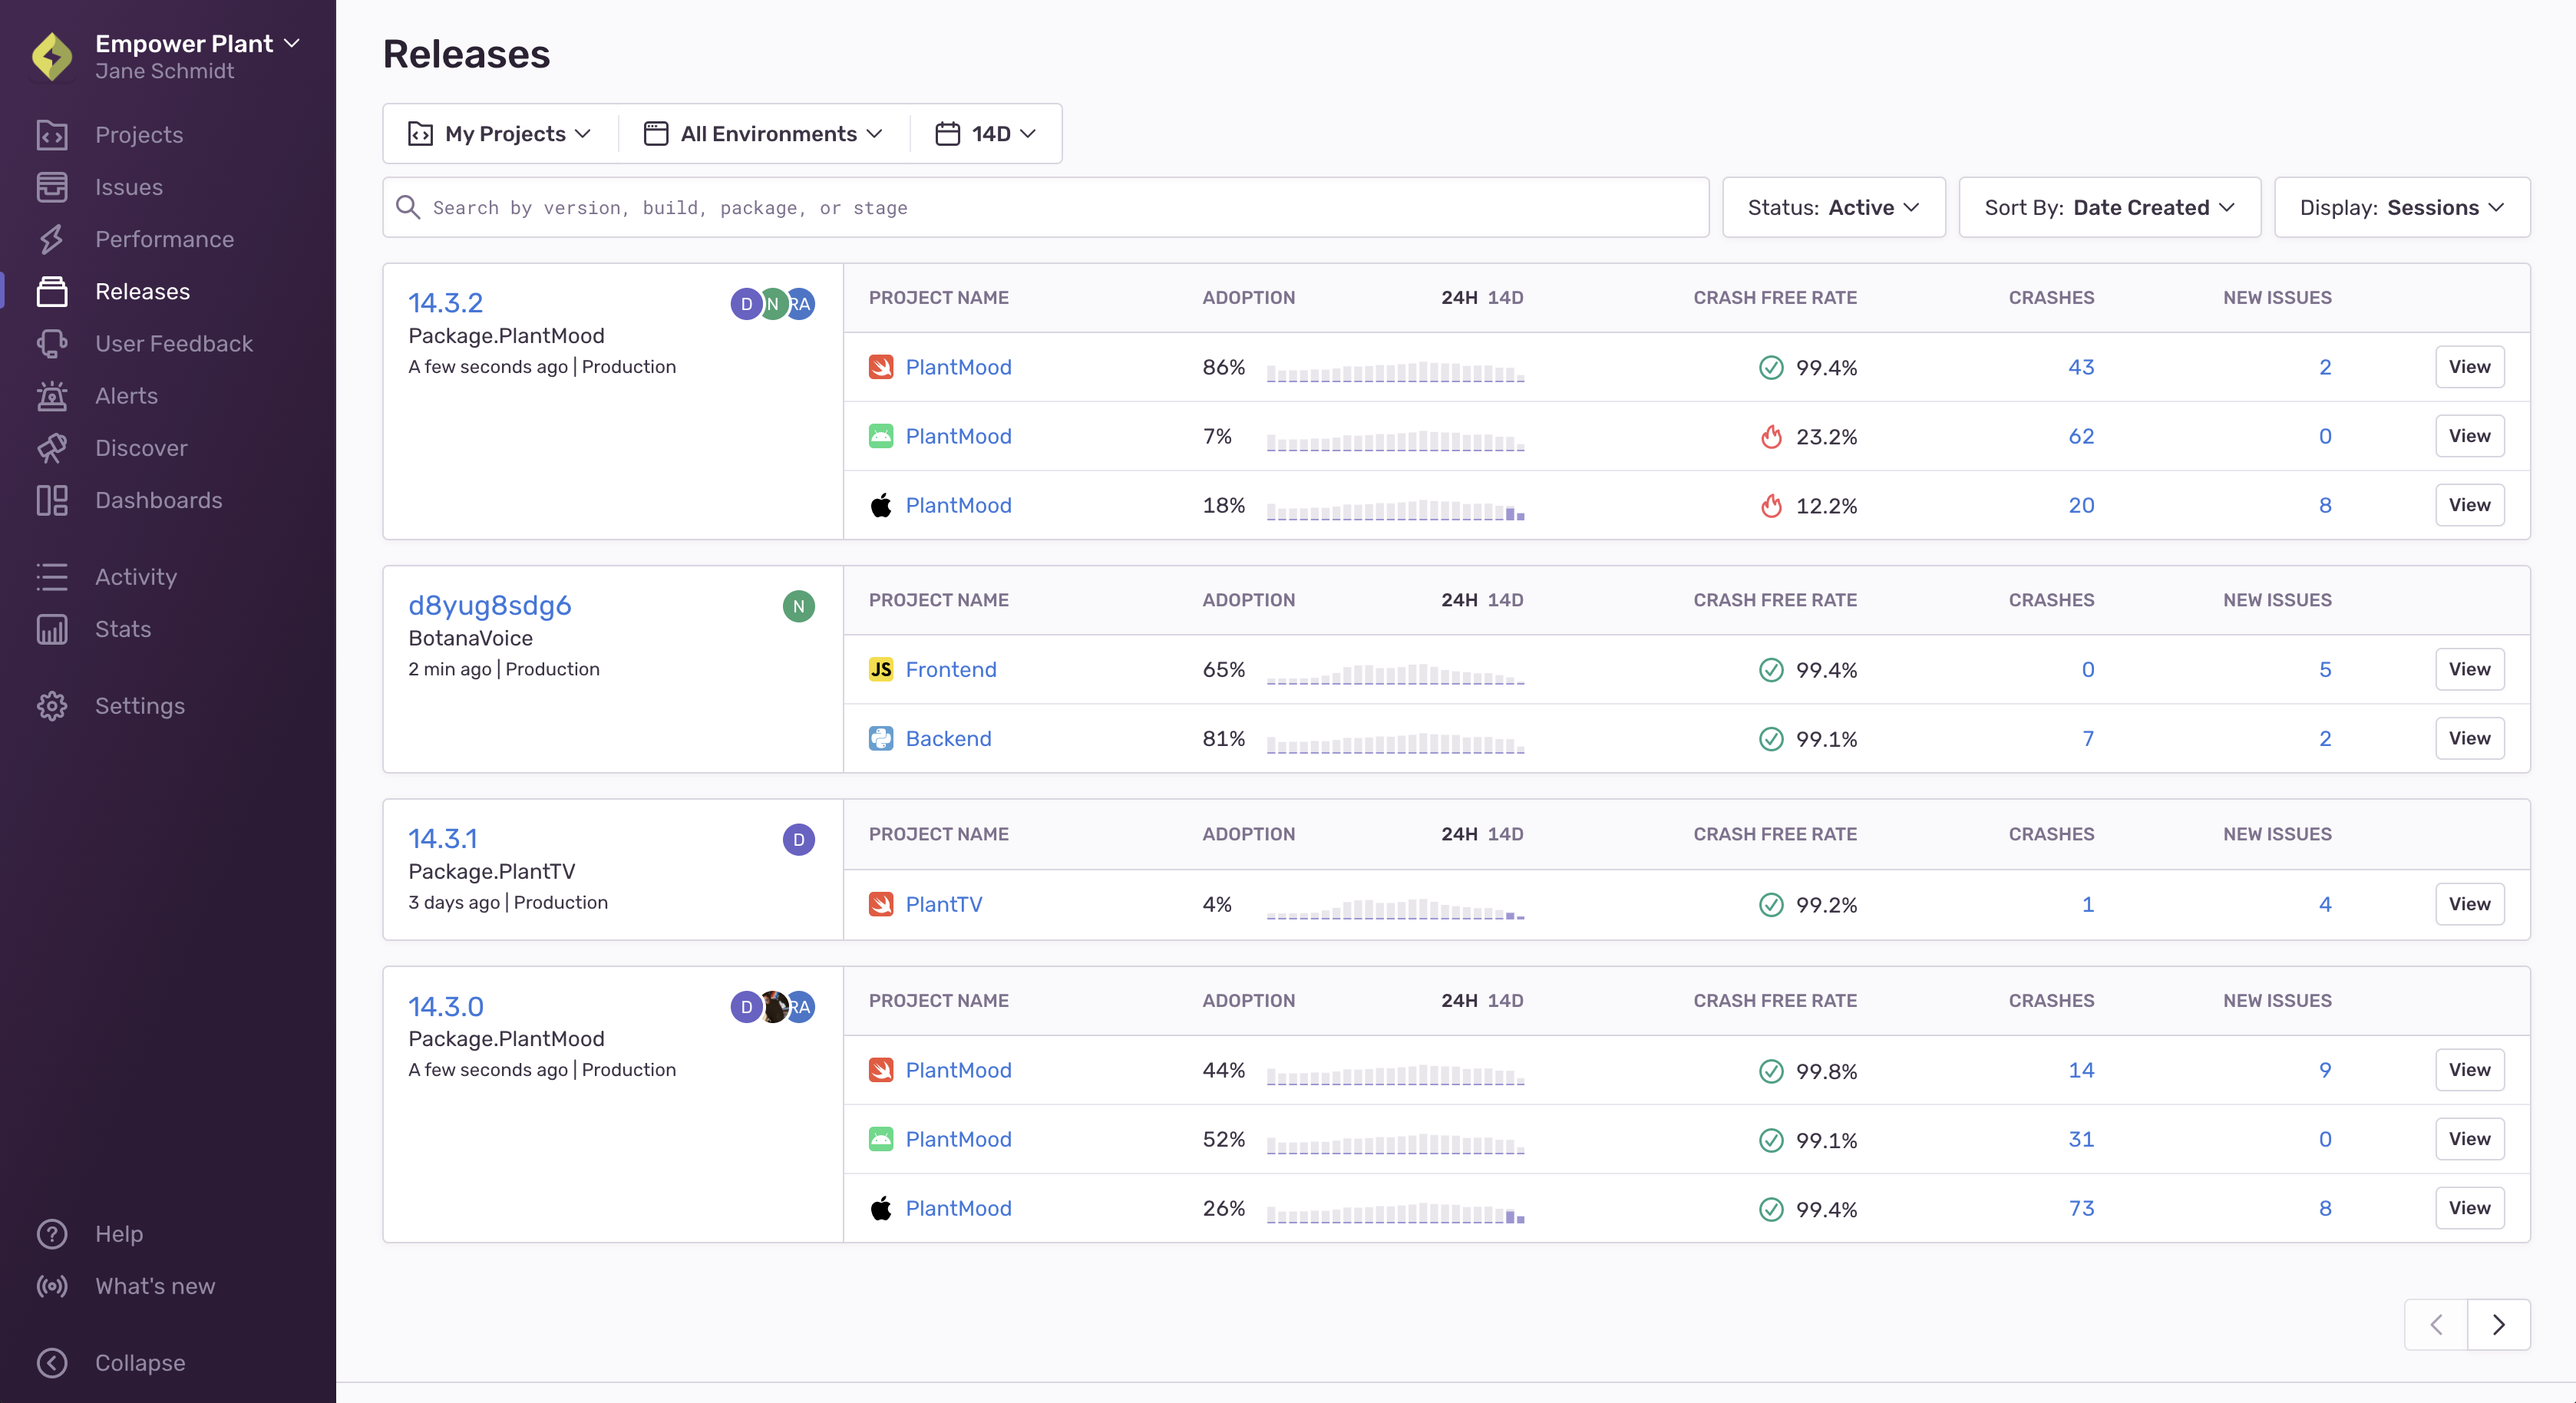 Empower Plant
Jane Schmidt
Projects
Issues
Performance
Releases
User Feedback
Alerts
Discover
Dashboards
Activity
Stats
Settings
Help
What's new
Collapse
Releases
My Projects All Environments 14D
Search by version, build, package, or stage Status: Active Sort By: Date Created Display: Sessions
14.3.2 D N RA
Package.PlantMood
A few seconds ago | Production
PROJECT NAME ADOPTION 24H 14D CRASH FREE RATE CRASHES NEW ISSUES
PlantMood 86% 99.4% 43 2 View
PlantMood 7% 23.2% 62 0 View
PlantMood 18% 12.2% 20 8 View
d8yug8sdg6 N
BotanaVoice
2 min ago | Production
PROJECT NAME ADOPTION 24H 14D CRASH FREE RATE CRASHES NEW ISSUES
JS Frontend 65% 99.4% 0 5 View
Backend 81% 99.1% 7 2 View
14.3.1 D
Package.PlantTV
3 days ago | Production
PROJECT NAME ADOPTION 24H 14D CRASH FREE RATE CRASHES NEW ISSUES
PlantTV 4% 99.2% 1 4 View
14.3.0 D RA
Package.PlantMood
A few seconds ago | Production
PROJECT NAME ADOPTION 24H 14D CRASH FREE RATE CRASHES NEW ISSUES
PlantMood 44% 99.8% 14 9 View
PlantMood 52% 99.1% 31 0 View
PlantMood 26% 99.4% 73 8 View